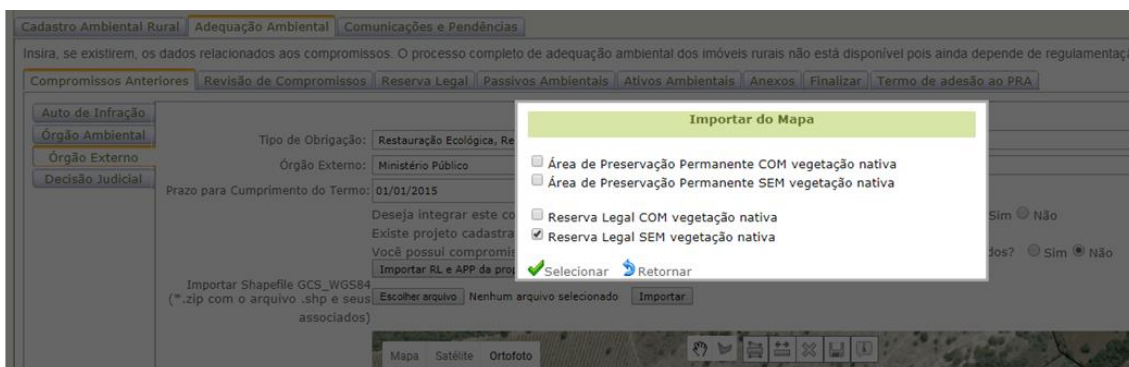 Cadastro Ambiental Rural Adequação Ambiental Comunicações e Pendências
Insira, se existirem, os dados relacionados aos compromissos. O processo completo de adequação ambiental dos imóveis rurais não está disponível pois ainda depende de regulamentaç
Compromissos Anteriores Revisão de Compromissos Reserva Legal Passivos Ambientais Ativos Ambientais Anexos Finalizar Termo de adesão ao PRA
Auto de Infração
Órgão Ambiental
Órgão Externo
Decisão Judicial
Tipo de Obrigação: Restauração Ecológica, Re
Órgão Externo: Ministério Público
Prazo para Cumprimento do Termo: 01/01/2015
Deseja integrar este co
Sim Não
Existe projeto cadastra
Você possui compromis
dos? Sim Não
Importar RL e APP da prop
Importar Shapefile GCS_WGS84
(*.zip com o arquivo .shp e seus
associados)
Escolher arquivo Nenhum arquivo selecionado Importar
Mapa Satélite Ortofoto
Importar do Mapa
Área de Preservação Permanente COM vegetação nativa
Área de Preservação Permanente SEM vegetação nativa
Reserva Legal COM vegetação nativa
Reserva Legal SEM vegetação nativa
Selecionar Retornar